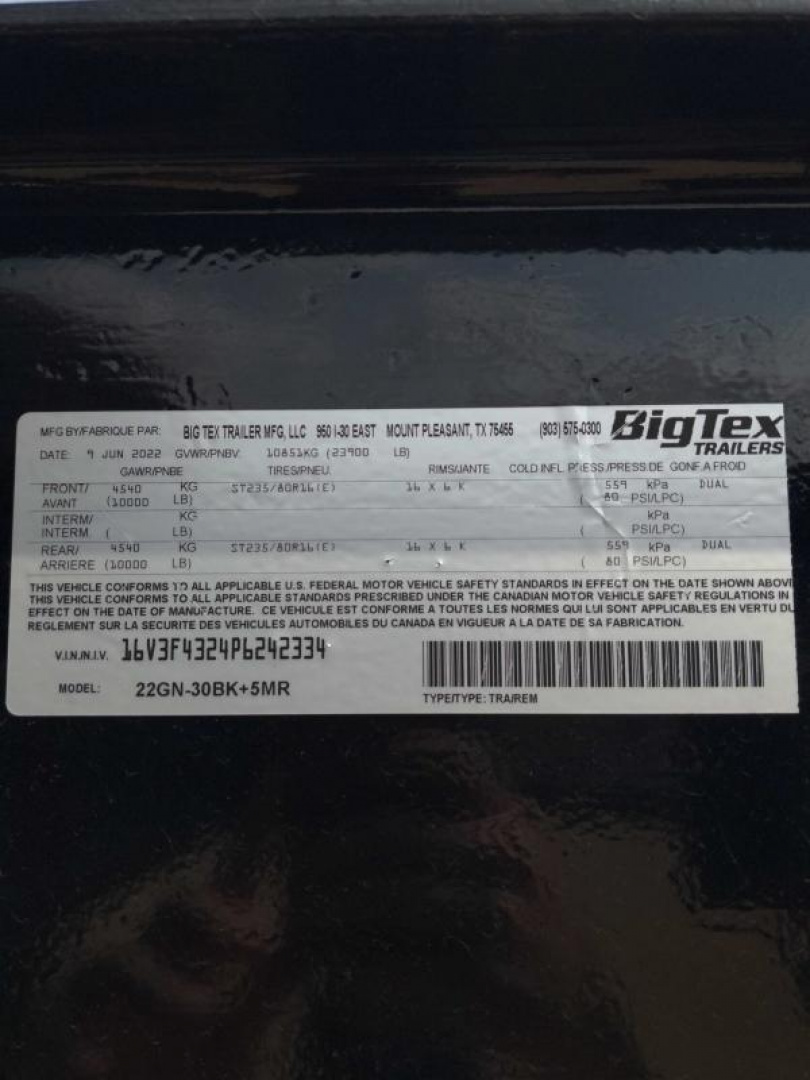 MFG BY/FABRIQUE PAR: BIG TEX TRAILER MFG, LLC 950 I-30 EAST MOUNT PLEASANT, TX 75455 (903) 575-0300 BigTex TRAILERS
DATE: 9 JUN 2022 GVWR/PNBV: 10851KG (23900 LB)
GAWR/PNBE TIRES/PNEU. RIMS/JANTE COLD INFL. PRESS./PRESS.DE GONF.A FROID
FRONT/ 4540 KG ST235/80R16(E) 16 X 6 K 559 kPa DUAL
AVANT (10000 LB) ( 80 PSI/LPC)
INTERM/ KG kPa
INTERM. ( LB) ( PSI/LPC)
REAR/ 4540 KG ST235/80R16(E) 16 X 6 K 559 kPa DUAL
ARRIERE (10000 LB) ( 80 PSI/LPC)
THIS VEHICLE CONFORMS TO ALL APPLICABLE U.S. FEDERAL MOTOR VEHICLE SAFETY STANDARDS IN EFFECT ON THE DATE SHOWN ABOVE
THIS VEHICLE CONFORMS TO ALL APPLICABLE STANDARDS PRESCRIBED UNDER THE CANADIAN MOTOR VEHICLE SAFETY REGULATIONS IN
EFFECT ON THE DATE OF MANUFACTURE. CE VEHICULE EST CONFORME A TOUTES LES NORMES QUI LUI SONT APPLICABLES EN VERTU DU
REGLEMENT SUR LA SECURITE DES VEHICULES AUTOMOBILES DU CANADA EN VIGUEUR A LA DATE DE SA FABRICATION.
V.I.N./N.I.V. 16V3F4324P6242334
MODEL: 22GN-30BK+5MR TYPE/TYPE: TRA/REM